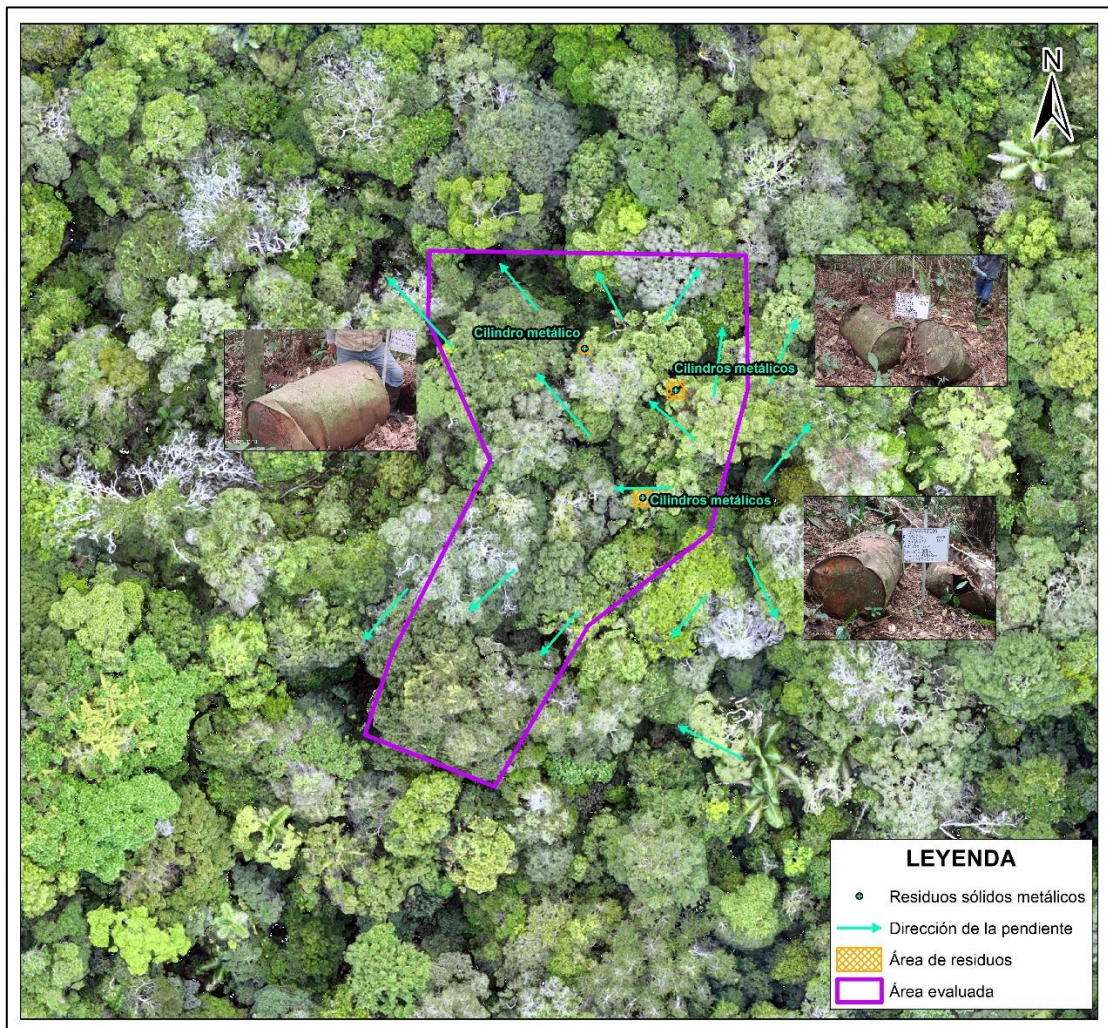 N
Cilindro metálico
Cilindros metálicos
Cilindros metálicos
LEYENDA
Residuos sólidos metálicos
Dirección de la pendiente
Área de residuos
Área evaluada